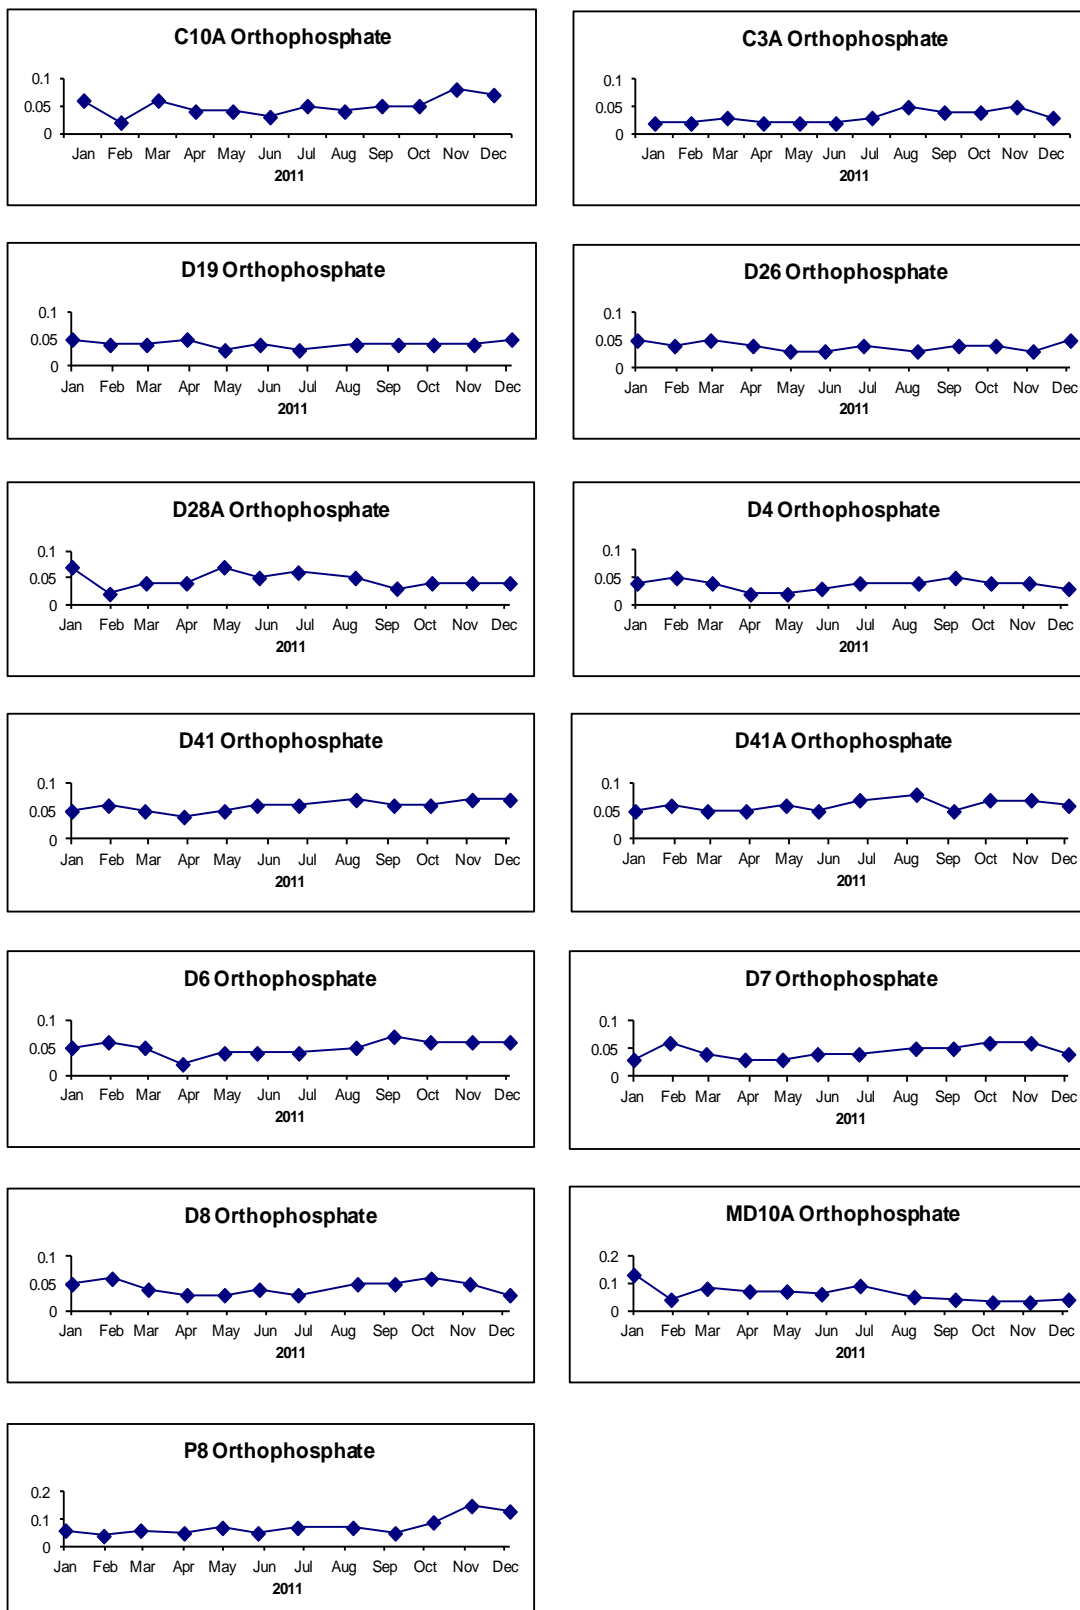 C10A Orthophosphate
0.1
0.05
0
Jan Feb Mar Apr May Jun Jul Aug Sep Oct Nov Dec
2011
C3A Orthophosphate
0.1
0.05
0
Jan Feb Mar Apr May Jun Jul Aug Sep Oct Nov Dec
2011
D19 Orthophosphate
0.1
0.05
0
Jan Feb Mar Apr May Jun Jul Aug Sep Oct Nov Dec
2011
D26 Orthophosphate
0.1
0.05
0
Jan Feb Mar Apr May Jun Jul Aug Sep Oct Nov Dec
2011
D28A Orthophosphate
0.1
0.05
0
Jan Feb Mar Apr May Jun Jul Aug Sep Oct Nov Dec
2011
D4 Orthophosphate
0.1
0.05
0
Jan Feb Mar Apr May Jun Jul Aug Sep Oct Nov Dec
2011
D41 Orthophosphate
0.1
0.05
0
Jan Feb Mar Apr May Jun Jul Aug Sep Oct Nov Dec
2011
D41A Orthophosphate
0.1
0.05
0
Jan Feb Mar Apr May Jun Jul Aug Sep Oct Nov Dec
2011
D6 Orthophosphate
0.1
0.05
0
Jan Feb Mar Apr May Jun Jul Aug Sep Oct Nov Dec
2011
D7 Orthophosphate
0.1
0.05
0
Jan Feb Mar Apr May Jun Jul Aug Sep Oct Nov Dec
2011
D8 Orthophosphate
0.1
0.05
0
Jan Feb Mar Apr May Jun Jul Aug Sep Oct Nov Dec
2011
MD10A Orthophosphate
0.2
0.1
0
Jan Feb Mar Apr May Jun Jul Aug Sep Oct Nov Dec
2011
P8 Orthophosphate
0.2
0.1
0
Jan Feb Mar Apr May Jun Jul Aug Sep Oct Nov Dec
2011